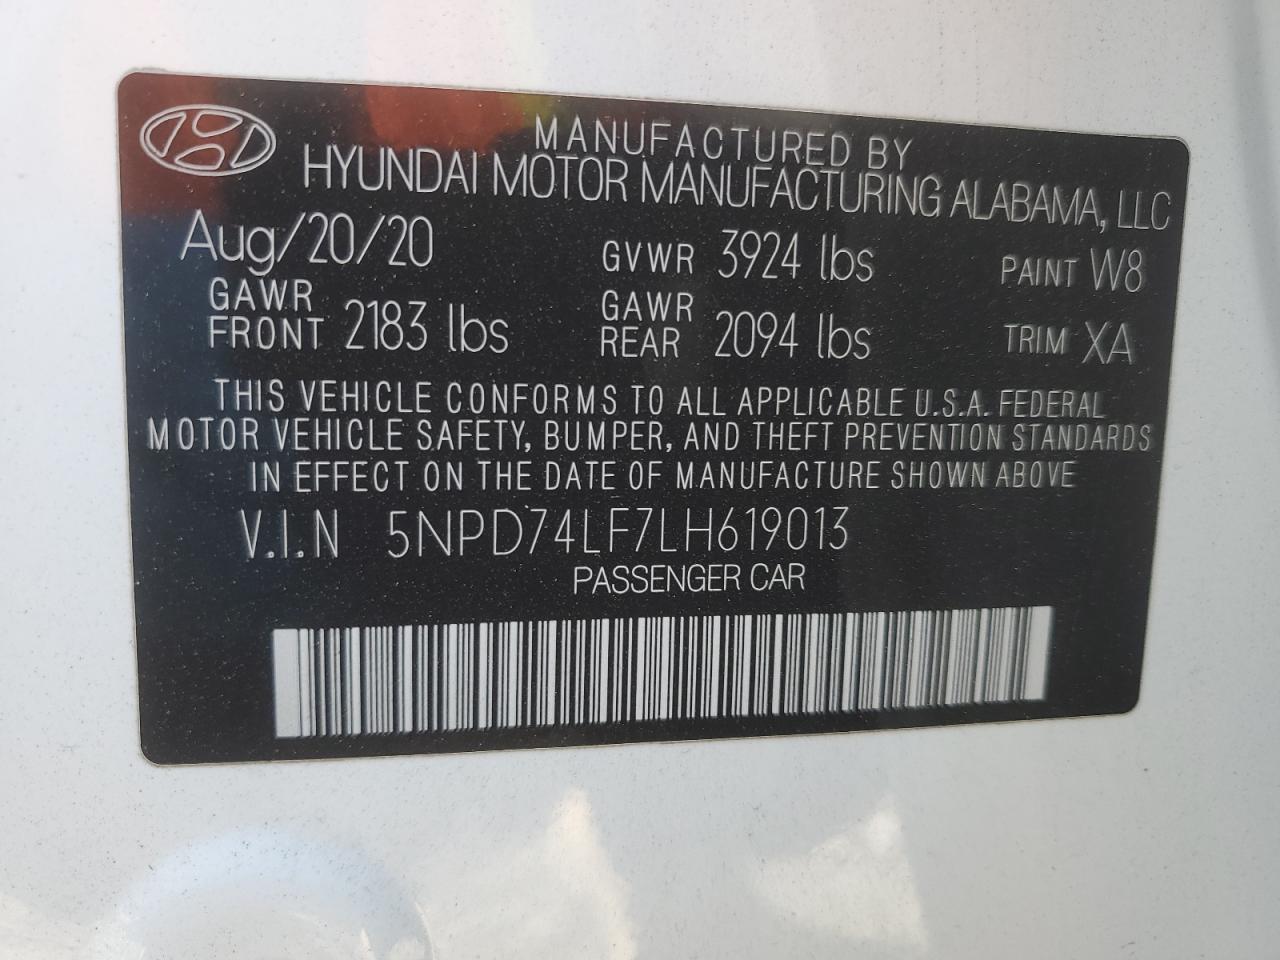 MANUFACTURED BY
HYUNDAI MOTOR MANUFACTURING ALABAMA, LLC
Aug/20/20 GVWR 3924 lbs PAINT W8
GAWR FRONT 2183 lbs GAWR REAR 2094 lbs TRIM XA
THIS VEHICLE CONFORMS TO ALL APPLICABLE U.S.A. FEDERAL
MOTOR VEHICLE SAFETY, BUMPER, AND THEFT PREVENTION STANDARDS
IN EFFECT ON THE DATE OF MANUFACTURE SHOWN ABOVE
V.I.N 5NPD74LF7LH619013
PASSENGER CAR